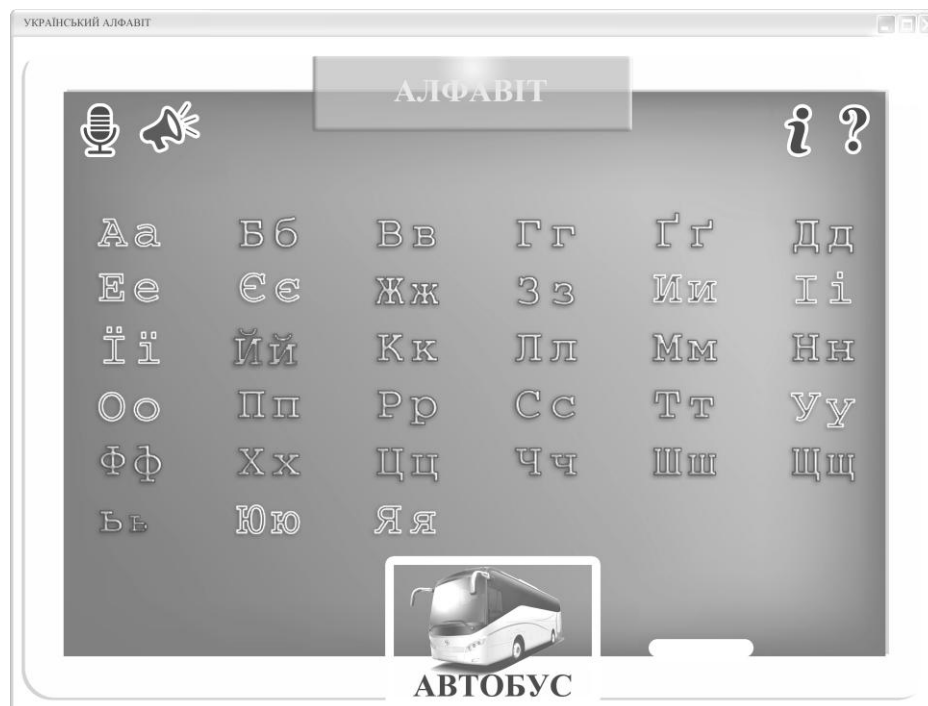 УКРАЇНСЬКИЙ АЛФАВІТ
АЛФАВІТ
i ?
Аа Бб Вв Гг Ґґ Дд
Ее Єє Жж Зз Ии Іі
Її Йй Кк Лл Мм Нн
Оо Пп Рр Сс Тт Уу
Фф Хх Цц Чч Шш Щщ
Ьь Юю Яя
АВТОБУС